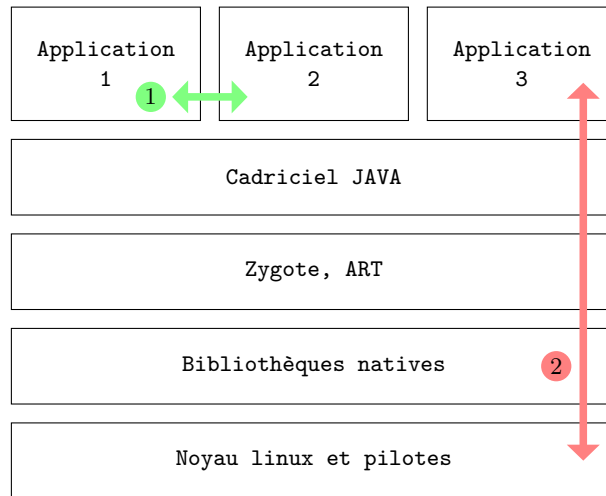 Application
1
Application
2
Application
3
1
Cadriciel JAVA
Zygote, ART
Bibliothèques natives
2
Noyau linux et pilotes